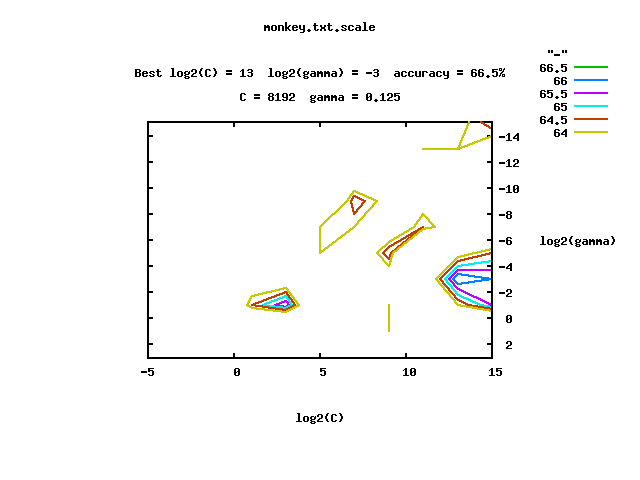 monkey.txt.scale
"_"
Best log2(C) = 13 log2(gamma) = -3 accuracy = 66.5%
C = 8192 gamma = 0.125
66.5
66
65.5
65
64.5
64
-14
-12
-10
-8
-6
-4
-2
0
2
log2(gamma)
-5 0 5 10 15
log2(C)